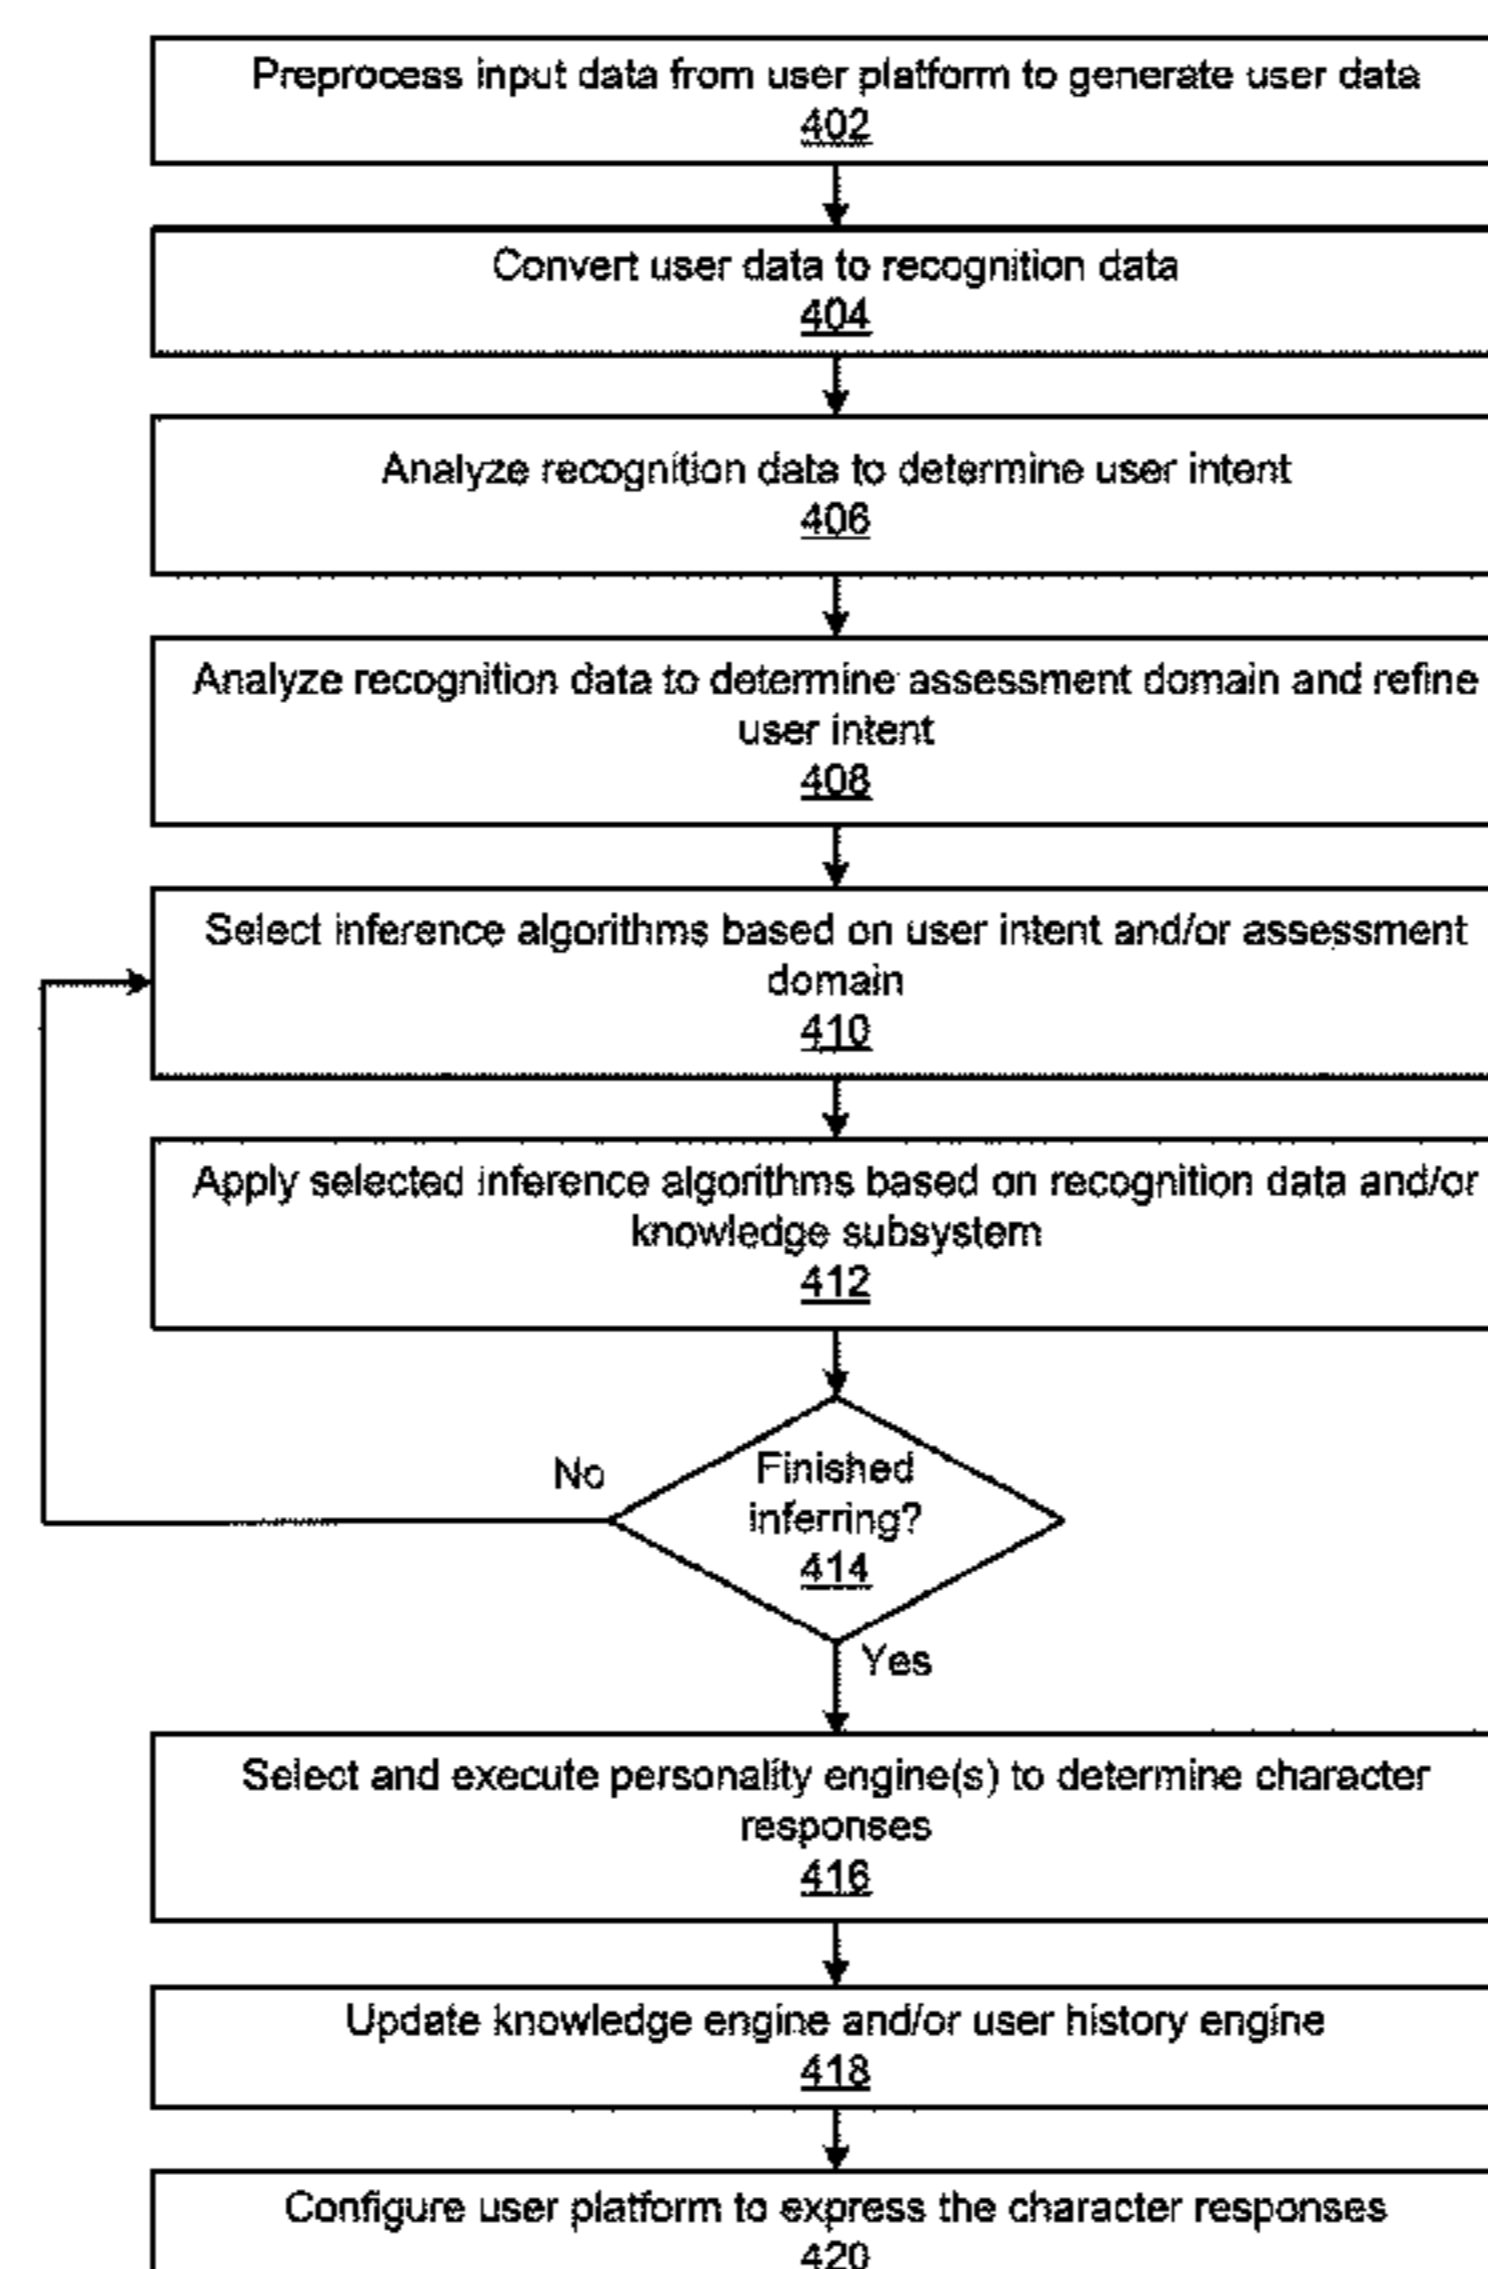 Preprocess input data from user platform to generate user data
402
Convert user data to recognition data
404
Analyze recognition data to determine user intent
406
Analyze recognition data to determine assessment domain and refine
user intent
408
Select inference algorithms based on user intent and/or assessment
domain
410
Apply selected inference algorithms based on recognition data and/or
knowledge subsystem
412
No
Finished
inferring?
414
Yes
Select and execute personality engine(s) to determine character
responses
416
Update knowledge engine and/or user history engine
418
Configure user platform to express the character responses
420